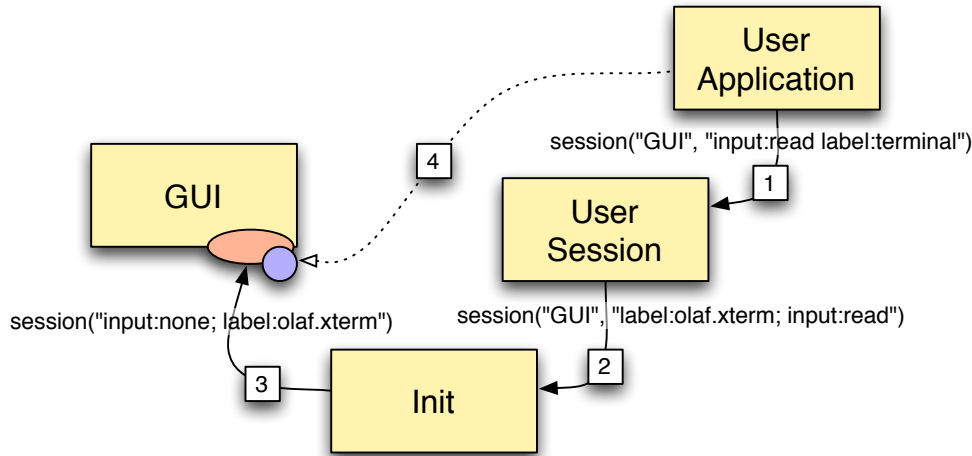 User
Application
session("GUI", "input:read label:terminal")
4
1
GUI
User
Session
session("input:none; label:olaf.xterm")
session("GUI", "label:olaf.xterm; input:read")
2
3
Init